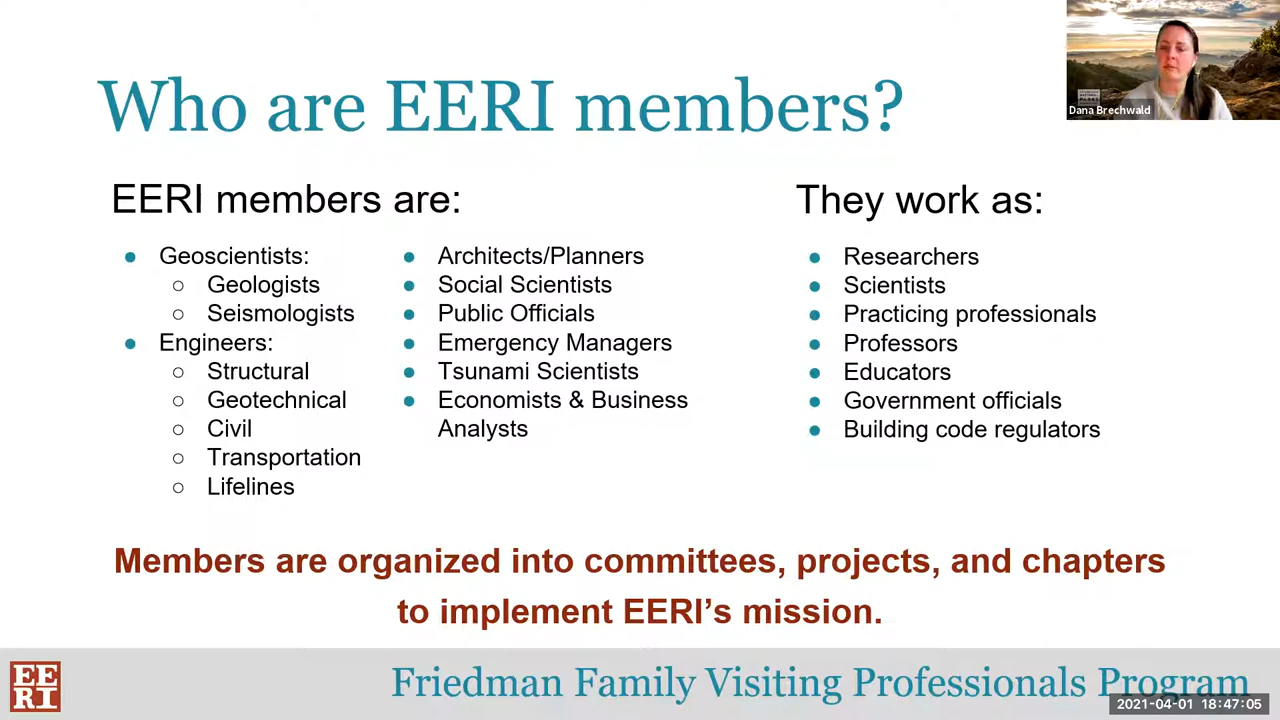 Who are EERI members?
Dana Brechwald
EERI members are:
Geoscientists:
Geologists
Seismologists
Engineers:
Structural
Geotechnical
Civil
Transportation
Lifelines
Architects/Planners
Social Scientists
Public Officials
Emergency Managers
Tsunami Scientists
Economists & Business
Analysts
They work as:
Researchers
Scientists
Practicing professionals
Professors
Educators
Government officials
Building code regulators
Members are organized into committees, projects, and chapters
to implement EERI's mission.
EE
RI
Friedman Family Visiting Professionals Program
2021-04-01 18:47:05